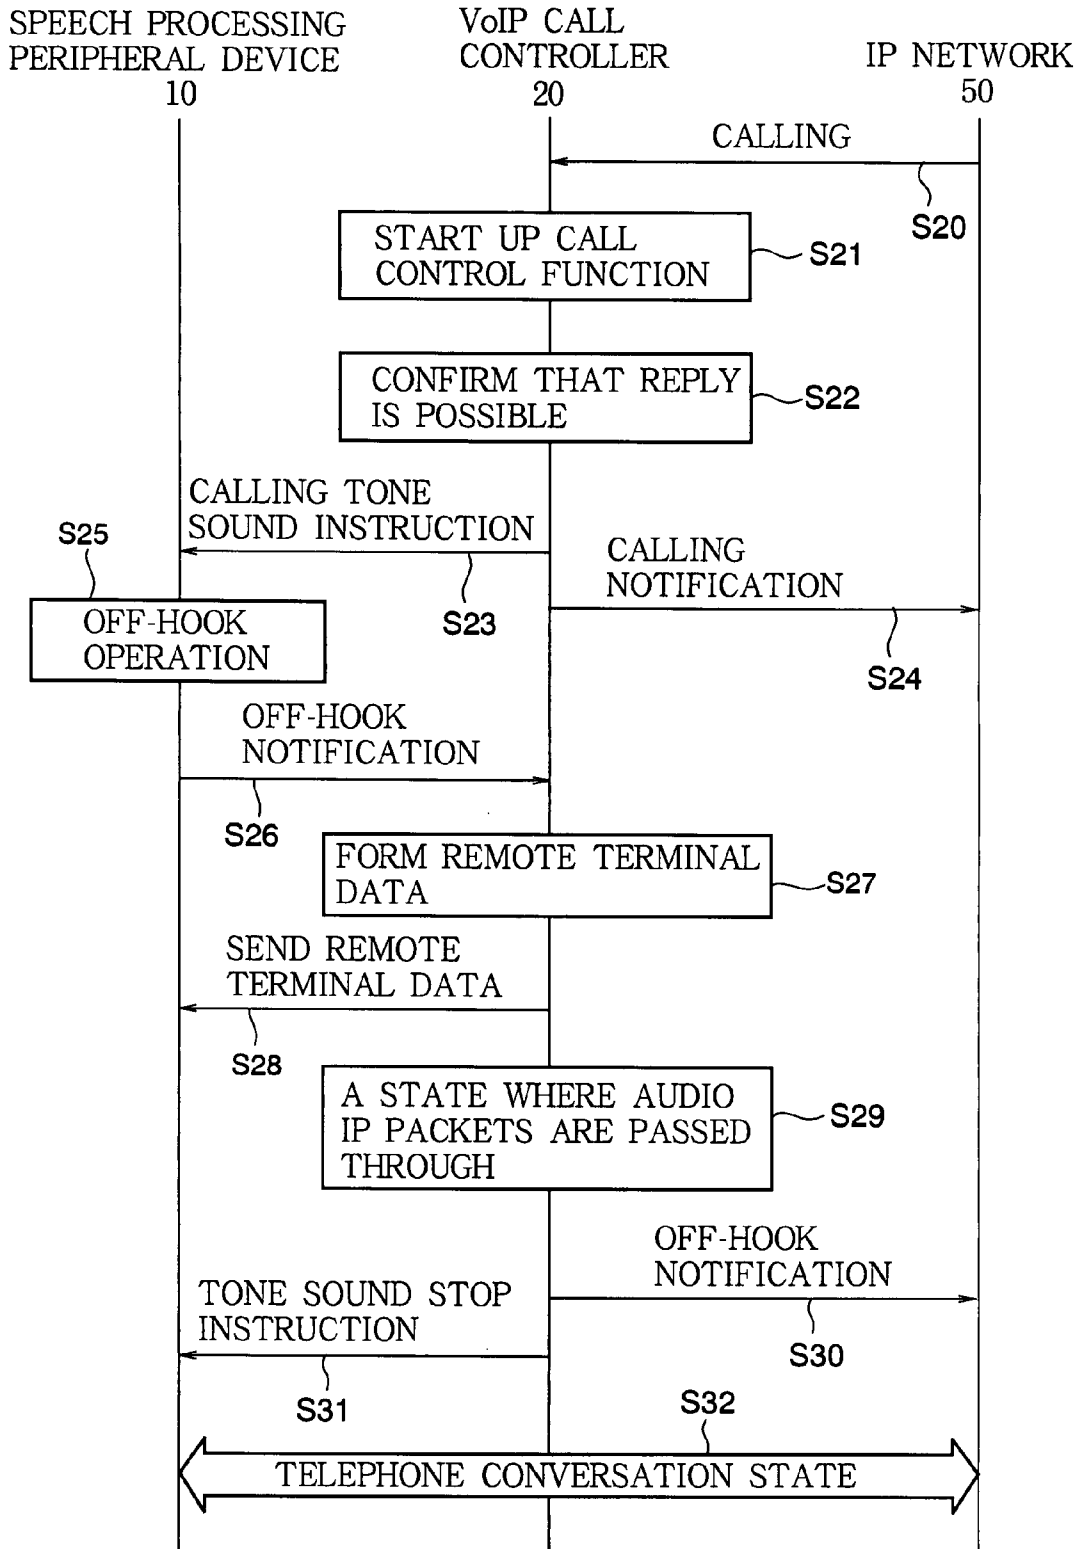 SPEECH PROCESSING
PERIPHERAL DEVICE
10
VoIP CALL
CONTROLLER
20
IP NETWORK
50
CALLING
S20
START UP CALL
CONTROL FUNCTION
S21
CONFIRM THAT REPLY
IS POSSIBLE
S22
CALLING TONE
SOUND INSTRUCTION
S23
CALLING
NOTIFICATION
S24
S25
OFF-HOOK
OPERATION
OFF-HOOK
NOTIFICATION
S26
FORM REMOTE TERMINAL
DATA
S27
SEND REMOTE
TERMINAL DATA
S28
A STATE WHERE AUDIO
IP PACKETS ARE PASSED
THROUGH
S29
OFF-HOOK
NOTIFICATION
S30
TONE SOUND STOP
INSTRUCTION
S31
S32
TELEPHONE CONVERSATION STATE